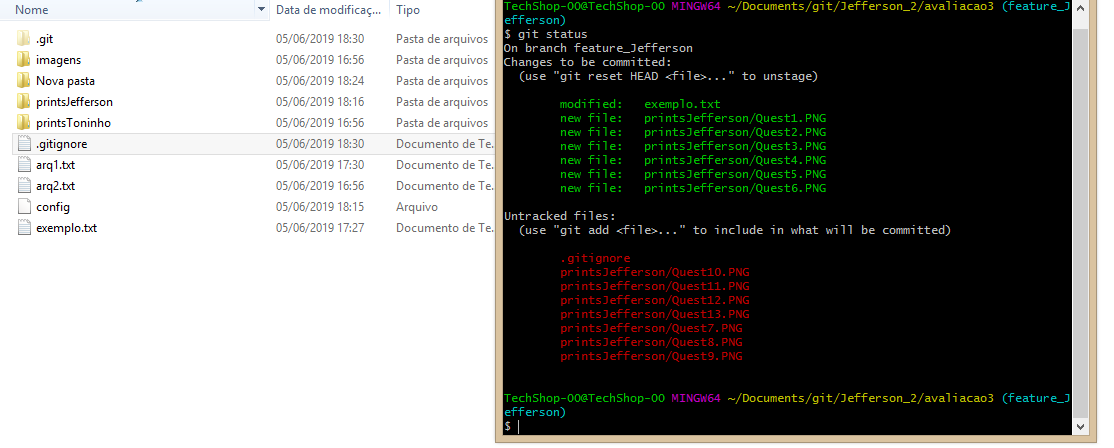 Nome Data de modificaç... Tipo
.git 05/06/2019 18:30 Pasta de arquivos
imagens 05/06/2019 16:56 Pasta de arquivos
Nova pasta 05/06/2019 18:24 Pasta de arquivos
printsJefferson 05/06/2019 18:16 Pasta de arquivos
printsToninho 05/06/2019 16:56 Pasta de arquivos
.gitignore 05/06/2019 18:30 Documento de Te...
arq1.txt 05/06/2019 17:30 Documento de Te...
arq2.txt 05/06/2019 16:56 Documento de Te...
config 05/06/2019 18:15 Arquivo
exemplo.txt 05/06/2019 17:27 Documento de Te...
TechShop-00@TechShop-00 MINGW64 ~/Documents/git/Jefferson_2/avaliacao3 (feature_J
efferson)
$ git status
On branch feature_Jefferson
Changes to be committed:
(use "git reset HEAD <file>..." to unstage)
modified: exemplo.txt
new file: printsJefferson/Quest1.PNG
new file: printsJefferson/Quest2.PNG
new file: printsJefferson/Quest3.PNG
new file: printsJefferson/Quest4.PNG
new file: printsJefferson/Quest5.PNG
new file: printsJefferson/Quest6.PNG
Untracked files:
(use "git add <file>..." to include in what will be committed)
.gitignore
printsJefferson/Quest10.PNG
printsJefferson/Quest11.PNG
printsJefferson/Quest12.PNG
printsJefferson/Quest13.PNG
printsJefferson/Quest7.PNG
printsJefferson/Quest8.PNG
printsJefferson/Quest9.PNG
TechShop-00@TechShop-00 MINGW64 ~/Documents/git/Jefferson_2/avaliacao3 (feature_J
efferson)
$